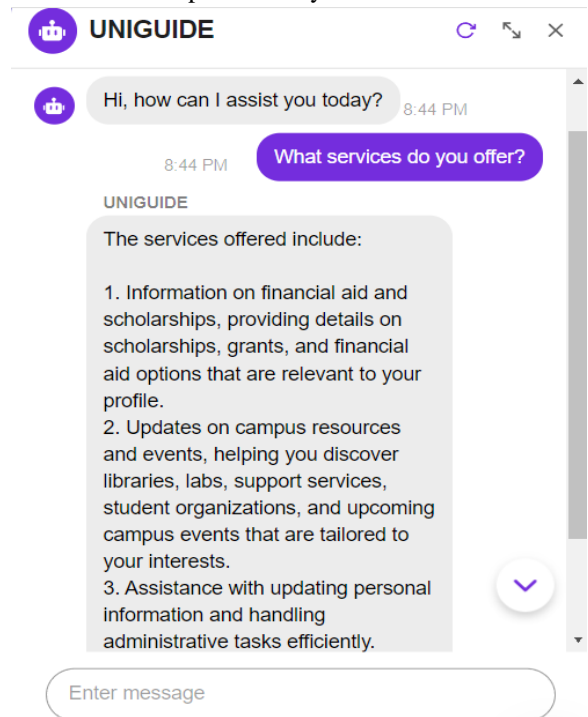 UNIGUIDE
Hi, how can I assist you today?
8:44 PM
8:44 PM
What services do you offer?
UNIGUIDE
The services offered include:
1. Information on financial aid and
scholarships, providing details on
scholarships, grants, and financial
aid options that are relevant to your
profile.
2. Updates on campus resources
and events, helping you discover
libraries, labs, support services,
student organizations, and upcoming
campus events that are tailored to
your interests.
3. Assistance with updating personal
information and handling
administrative tasks efficiently.
Enter message